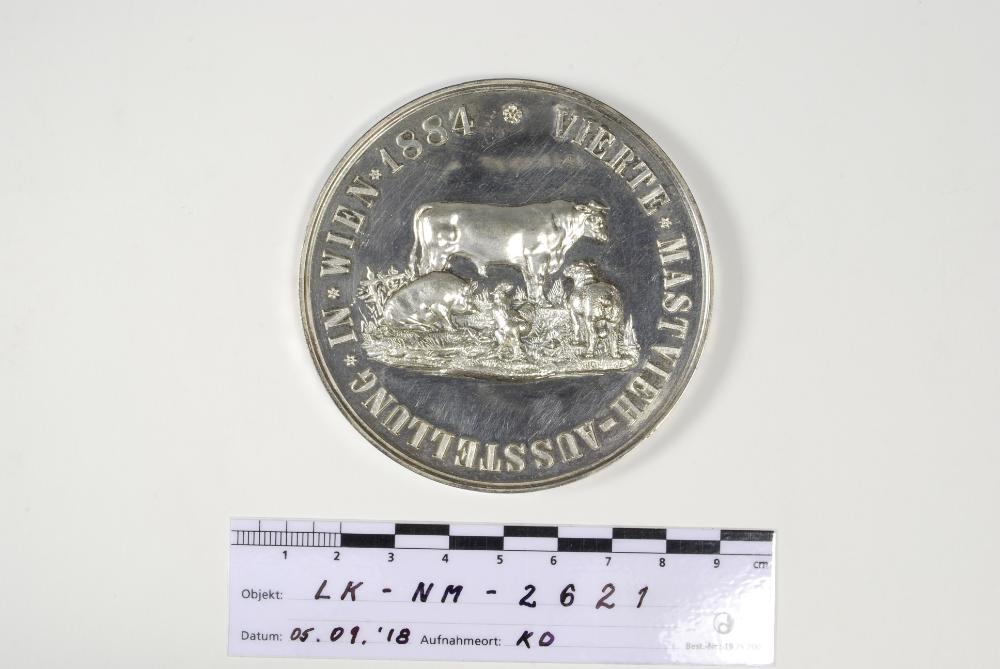 VIERTE * MASTVIEH-AUSSTELLUNG * IN * WIEN * 1884 *
1 2 3 4 5 6 7 8 9 cm
Objekt: LK-NM-2621
Datum: 05.09.'18 Aufnahmeort: KD